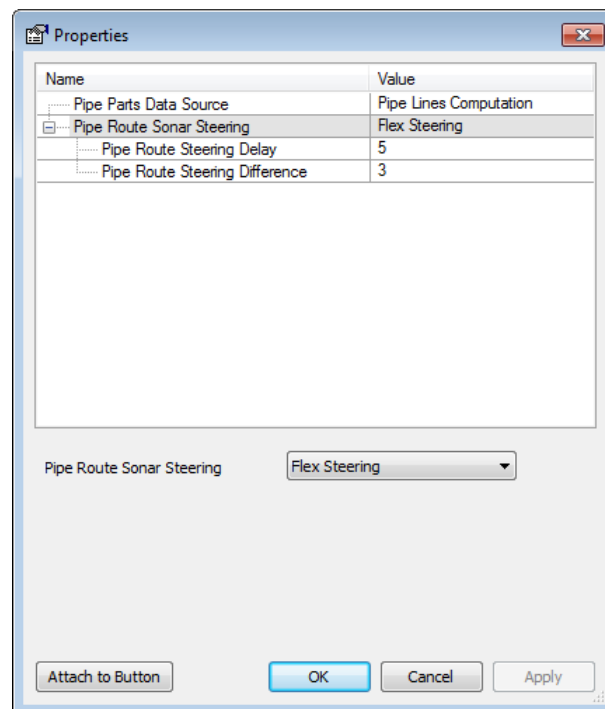 Properties
Name Value
Pipe Parts Data Source Pipe Lines Computation
Pipe Route Sonar Steering Flex Steering
Pipe Route Steering Delay 5
Pipe Route Steering Difference 3
Pipe Route Sonar Steering Flex Steering
Attach to Button OK Cancel Apply